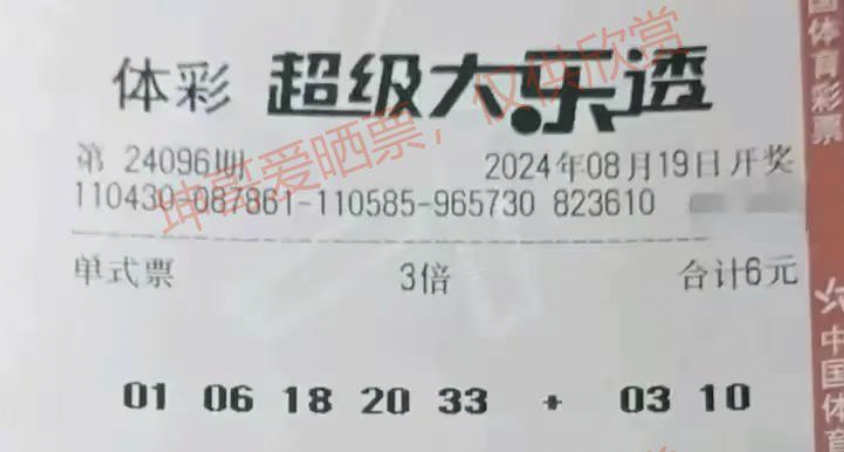 体彩 超级大乐透
第 24096期 2024年08月19日开奖
110430-087861-110585-965730 823610
单式票 3倍 合计6元
01 06 18 20 33 + 03 10
坤哥爱晒票，仅供欣赏
国体育彩票
中国体育